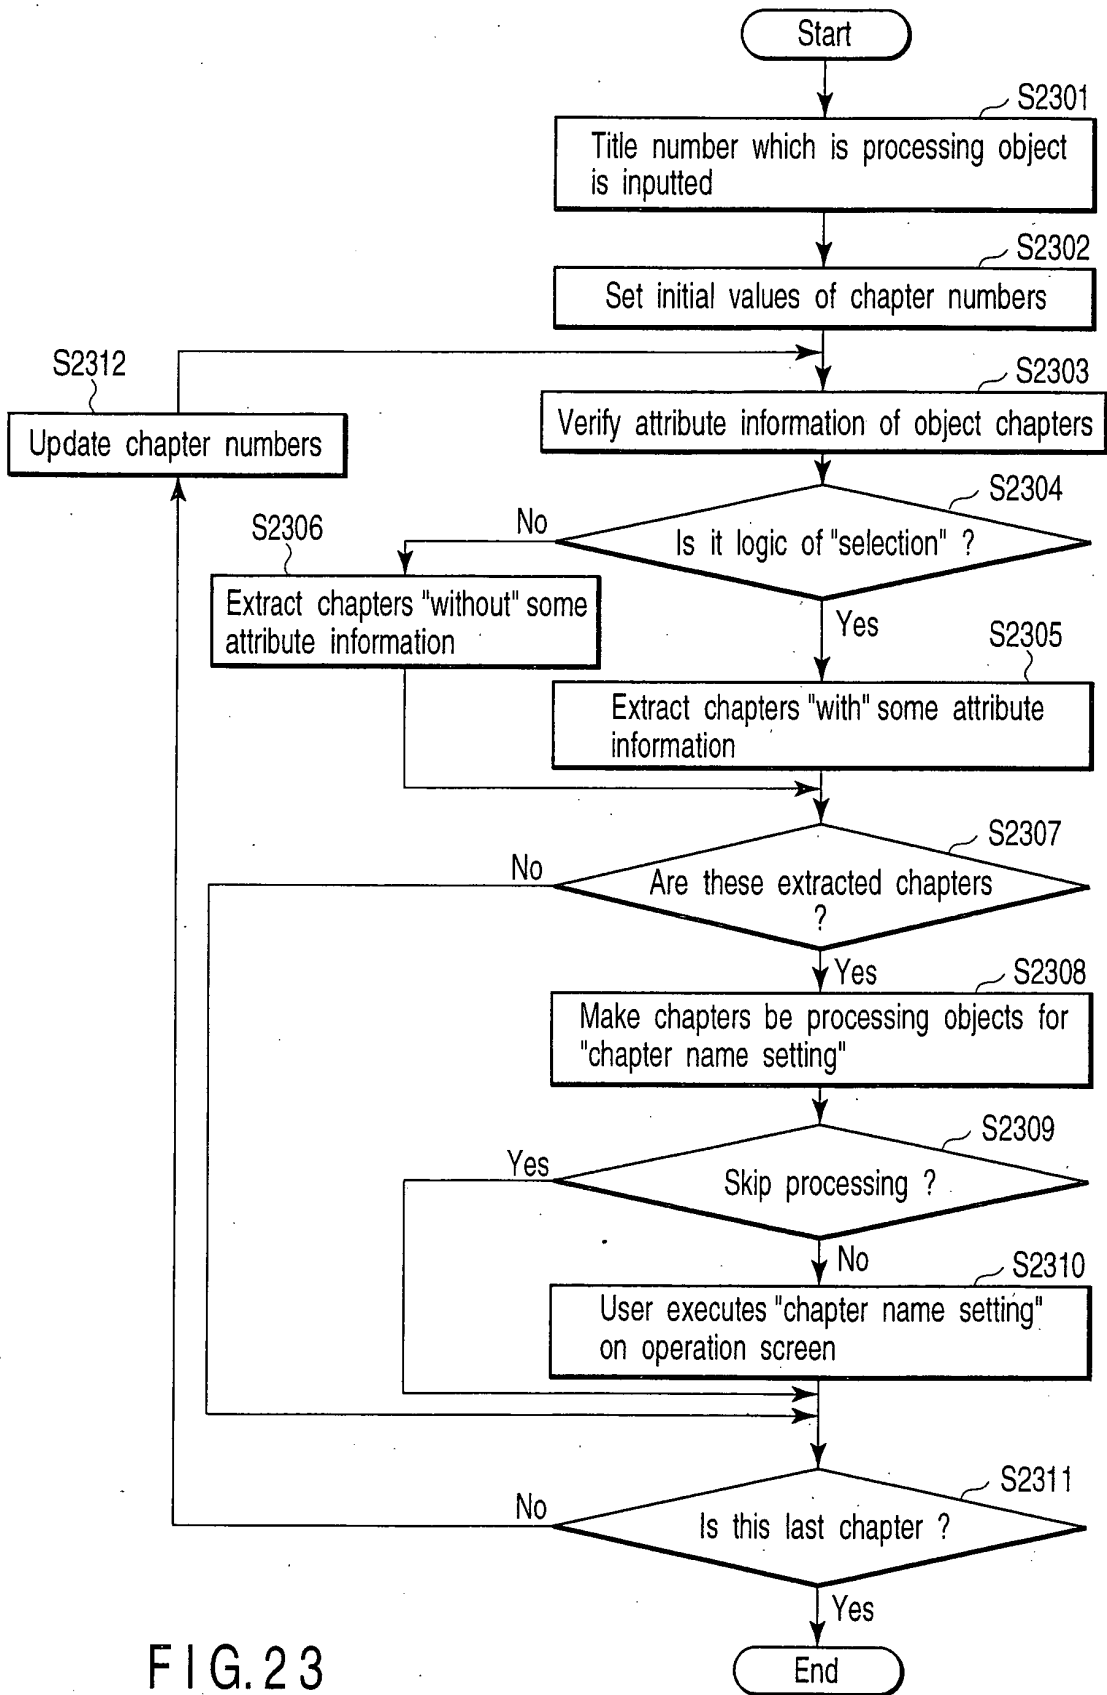 Start
S2301
Title number which is processing object
is inputted
S2302
Set initial values of chapter numbers
S2312
Update chapter numbers
S2303
Verify attribute information of object chapters
S2304
Is it logic of "selection" ?
No
Yes
S2306
Extract chapters "without" some
attribute information
S2305
Extract chapters "with" some attribute
information
S2307
Are these extracted chapters
?
No
Yes
S2308
Make chapters be processing objects for
"chapter name setting"
S2309
Skip processing ?
Yes
No
S2310
User executes "chapter name setting"
on operation screen
S2311
Is this last chapter ?
No
Yes
End
FIG.23